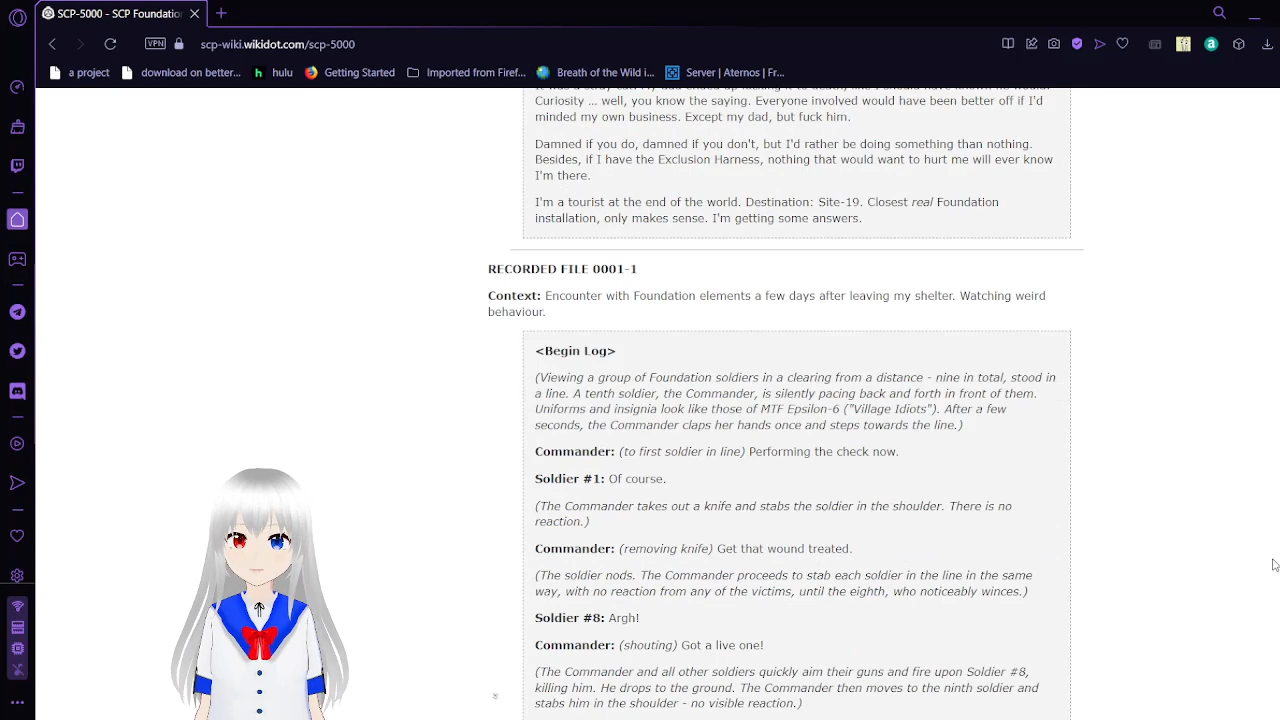 SCP-5000 - SCP Foundatio
scp-wiki.wikidot.com/scp-5000
VPN
a project
download on better...
hulu
Getting Started
Imported from Firef...
Breath of the Wild i...
Server | Aternos | Fr...
Curiosity ... well, you know the saying. Everyone involved would have been better off if I'd
minded my own business. Except my dad, but fuck him.
Damned if you do, damned if you don't, but I'd rather be doing something than nothing.
Besides, if I have the Exclusion Harness, nothing that would want to hurt me will ever know
I'm there.
I'm a tourist at the end of the world. Destination: Site-19. Closest real Foundation
installation, only makes sense. I'm getting some answers.
RECORDED FILE 0001-1
Context: Encounter with Foundation elements a few days after leaving my shelter. Watching weird
behaviour.
<Begin Log>
(Viewing a group of Foundation soldiers in a clearing from a distance - nine in total, stood in
a line. A tenth soldier, the Commander, is silently pacing back and forth in front of them.
Uniforms and insignia look like those of MTF Epsilon-6 ("Village Idiots"). After a few
seconds, the Commander claps her hands once and steps towards the line.)
Commander: (to first soldier in line) Performing the check now.
Soldier #1: Of course.
(The Commander takes out a knife and stabs the soldier in the shoulder. There is no
reaction.)
Commander: (removing knife) Get that wound treated.
(The soldier nods. The Commander proceeds to stab each soldier in the line in the same
way, with no reaction from any of the victims, until the eighth, who noticeably winces.)
Soldier #8: Argh!
Commander: (shouting) Got a live one!
(The Commander and all other soldiers quickly aim their guns and fire upon Soldier #8,
killing him. He drops to the ground. The Commander then moves to the ninth soldier and
stabs him in the shoulder - no visible reaction.)